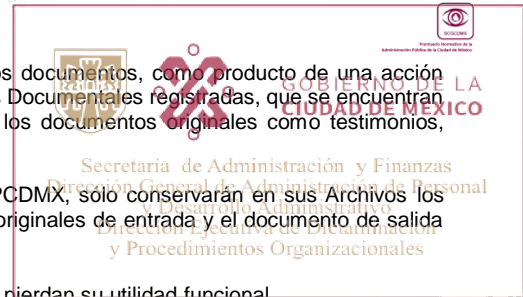 Prontuario Normativo de la
Administración Pública de la Ciudad de México
os documentos, como producto de una acción
s Documentales registradas, que se encuentran
los documentos originales como testimonios,
GOBIERNO DE LA
CIUDAD DE MÉXICO
Secretaría de Administración y Finanzas
Dirección General de Administración de Personal
y Desarrollo Administrativo
Dirección Ejecutiva de Dictaminación
y Procedimientos Organizacionales
PCDMX, sólo conservarán en sus Archivos los
originales de entrada y el documento de salida
pierdan su utilidad funcional